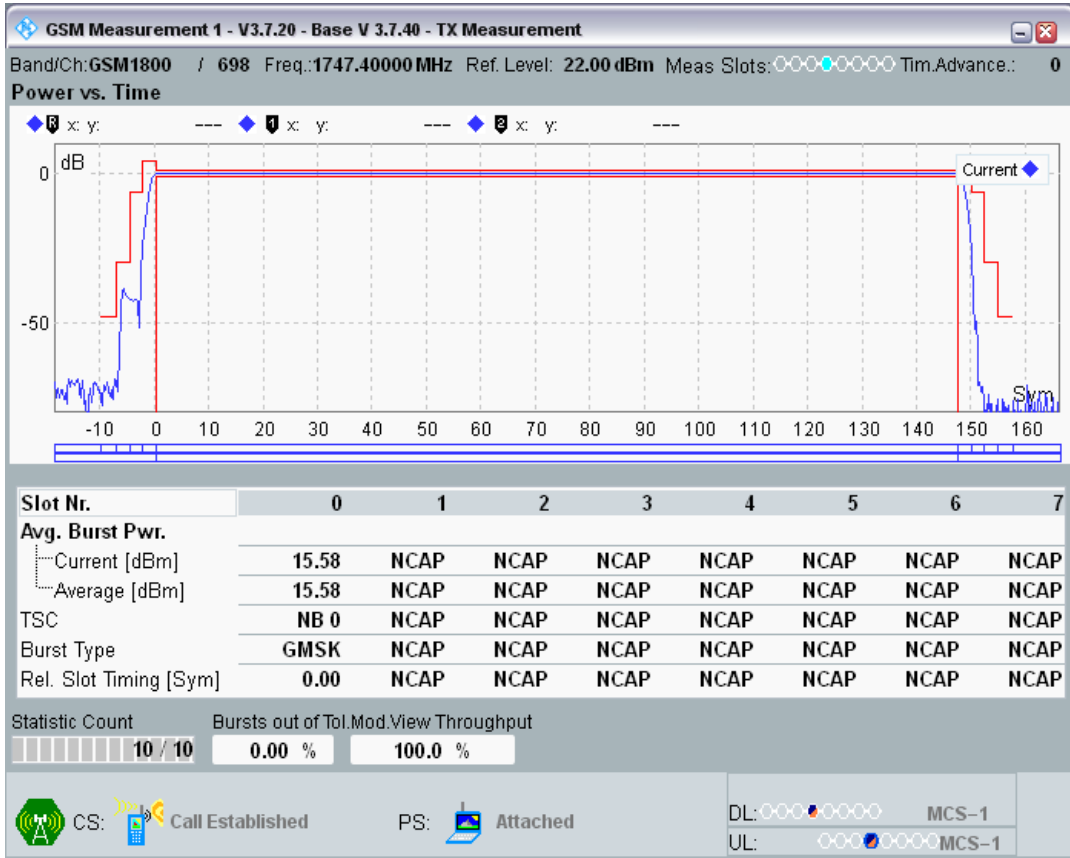 GSM Measurement 1 - V3.7.20 - Base V 3.7.40 - TX Measurement
Band/Ch:GSM1800 / 698 Freq.:1747.40000 MHz Ref. Level: 22.00 dBm Meas Slots: Tim.Advance.: 0
Power vs. Time
R x: y: --- 1 x: y: --- 2 x: y: ---
dB
Current
0
-50
Sym
-10 0 10 20 30 40 50 60 70 80 90 100 110 120 130 140 150 160
Slot Nr. 0 1 2 3 4 5 6 7
Avg. Burst Pwr.
Current [dBm] 15.58 NCAP NCAP NCAP NCAP NCAP NCAP NCAP
Average [dBm] 15.58 NCAP NCAP NCAP NCAP NCAP NCAP NCAP
TSC NB 0 NCAP NCAP NCAP NCAP NCAP NCAP NCAP
Burst Type GMSK NCAP NCAP NCAP NCAP NCAP NCAP NCAP
Rel. Slot Timing [Sym] 0.00 NCAP NCAP NCAP NCAP NCAP NCAP NCAP
Statistic Count Bursts out of Tol. Mod.View Throughput
10 / 10 0.00 % 100.0 %
CS: Call Established PS: Attached
DL: MCS-1
UL: MCS-1